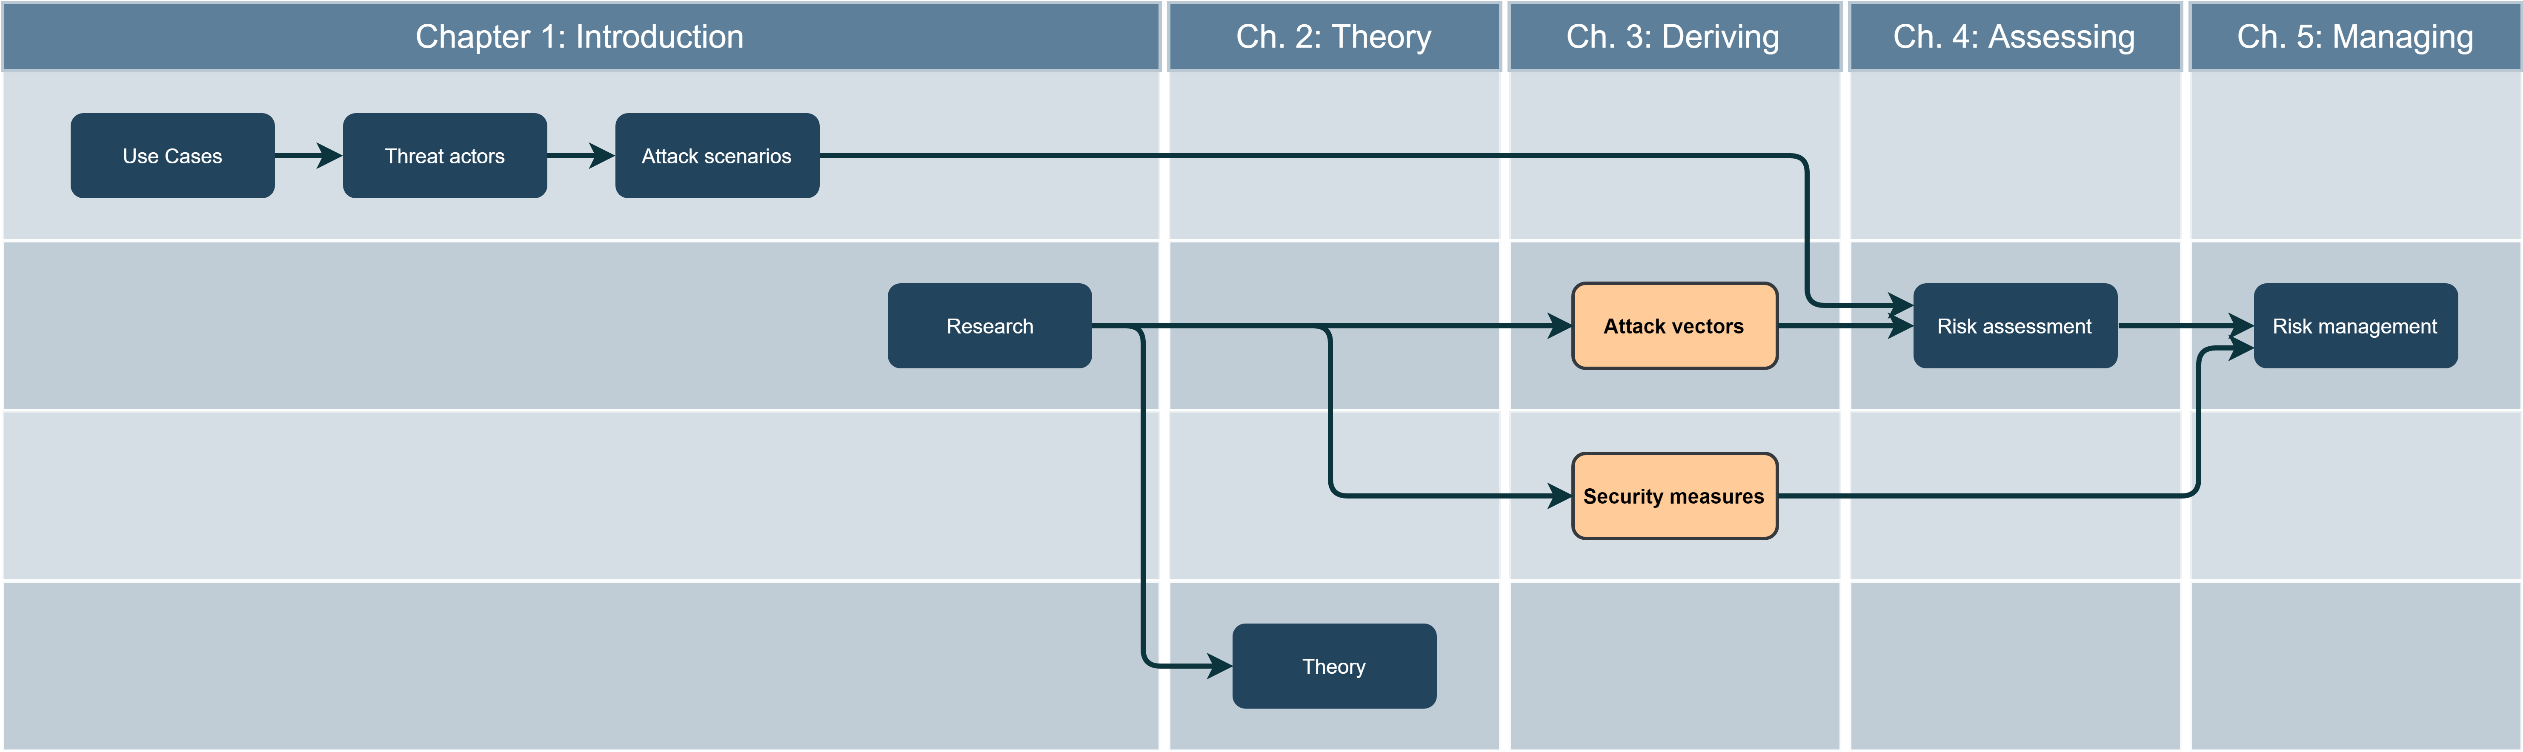 Chapter 1: Introduction
Ch. 2: Theory
Ch. 3: Deriving
Ch. 4: Assessing
Ch. 5: Managing
Use Cases
Threat actors
Attack scenarios
Research
Attack vectors
Risk assessment
Risk management
Security measures
Theory